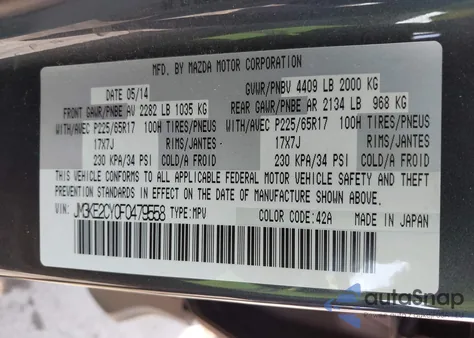 MFD. BY MAZDA MOTOR CORPORATION
DATE 05/14 GVWR/PNBV 4409 LB 2000 KG
FRONT GAWR/PNBE AV 2282 LB 1035 KG REAR GAWR/PNBE AR 2134 LB 968 KG
WITH/AVEC P225/65R17 100H TIRES/PNEUS WITH/AVEC P225/65R17 100H TIRES/PNEUS
17X7J RIMS/JANTES 17X7J RIMS/JANTES
230 KPA/34 PSI COLD/A FROID 230 KPA/34 PSI COLD/A FROID
THIS VEHICLE CONFORMS TO ALL APPLICABLE FEDERAL MOTOR VEHICLE SAFETY AND THEFT
PREVENTION STANDARDS IN EFFECT ON THE DATE OF MANUFACTURE SHOWN ABOVE.
VIN: JM3KE2CY0F0479558 TYPE: MPV COLOR CODE: 42A MADE IN JAPAN
autoSnap